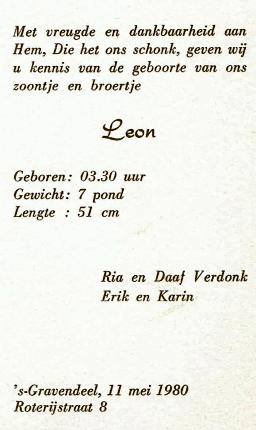 Met vreugde en dankbaarheid aan
Hem, Die het ons schonk, geven wij
u kennis van de geboorte van ons
zoontje en broertje
Leon
Geboren: 03.30 uur
Gewicht: 7 pond
Lengte : 51 cm
Ria en Daaf Verdonk
Erik en Karin
's-Gravendeel, 11 mei 1980
Roterijstraat 8